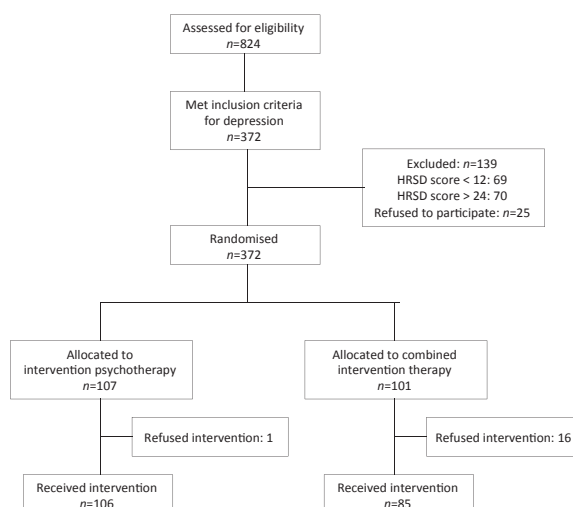 Assessed for eligibility
n=824
Met inclusion criteria
for depression
n=372
Excluded: n=139
HRSD score < 12: 69
HRSD score > 24: 70
Refused to participate: n=25
Randomised
n=372
Allocated to
intervention psychotherapy
n=107
Allocated to combined
intervention therapy
n=101
Refused intervention: 1
Refused intervention: 16
Received intervention
n=106
Received intervention
n=85